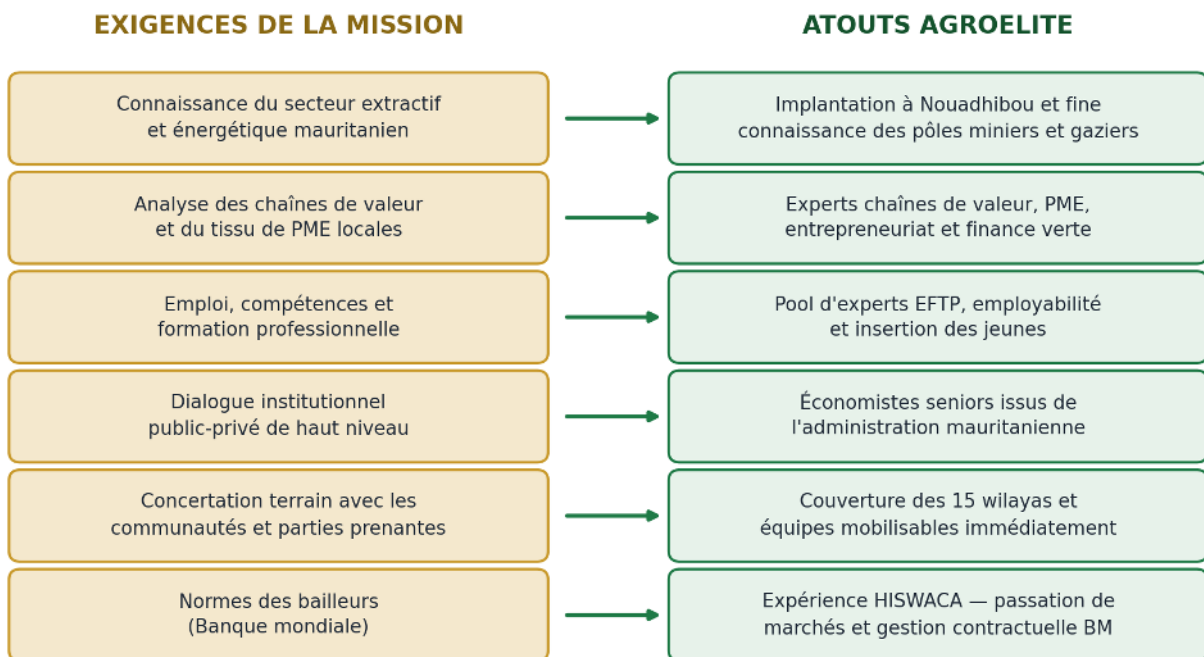 EXIGENCES DE LA MISSION
ATOUTS AGROELITE
Connaissance du secteur extractif
et énergétique mauritanien
Implantation à Nouadhibou et fine
connaissance des pôles miniers et gaziers
Analyse des chaînes de valeur
et du tissu de PME locales
Experts chaînes de valeur, PME,
entrepreneuriat et finance verte
Emploi, compétences et
formation professionnelle
Pool d'experts EFTP, employabilité
et insertion des jeunes
Dialogue institutionnel
public-privé de haut niveau
Économistes seniors issus de
l'administration mauritanienne
Concertation terrain avec les
communautés et parties prenantes
Couverture des 15 wilayas et
équipes mobilisables immédiatement
Normes des bailleurs
(Banque mondiale)
Expérience HISWACA — passation de
marchés et gestion contractuelle BM